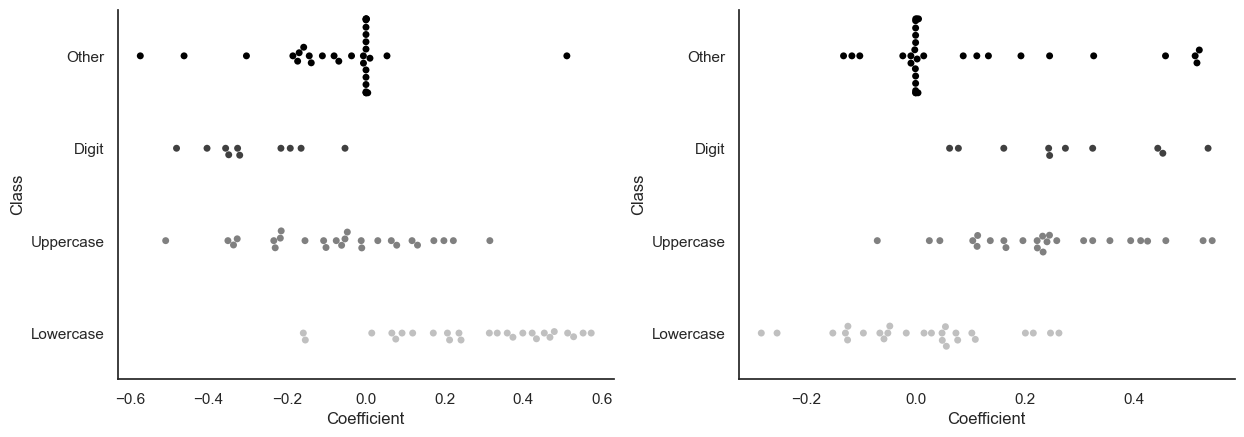 Other
Digit
Uppercase
Lowercase
Class
−0.6 −0.4 −0.2 0.0 0.2 0.4 0.6
Coefficient
Other
Digit
Uppercase
Lowercase
Class
−0.2 0.0 0.2 0.4
Coefficient